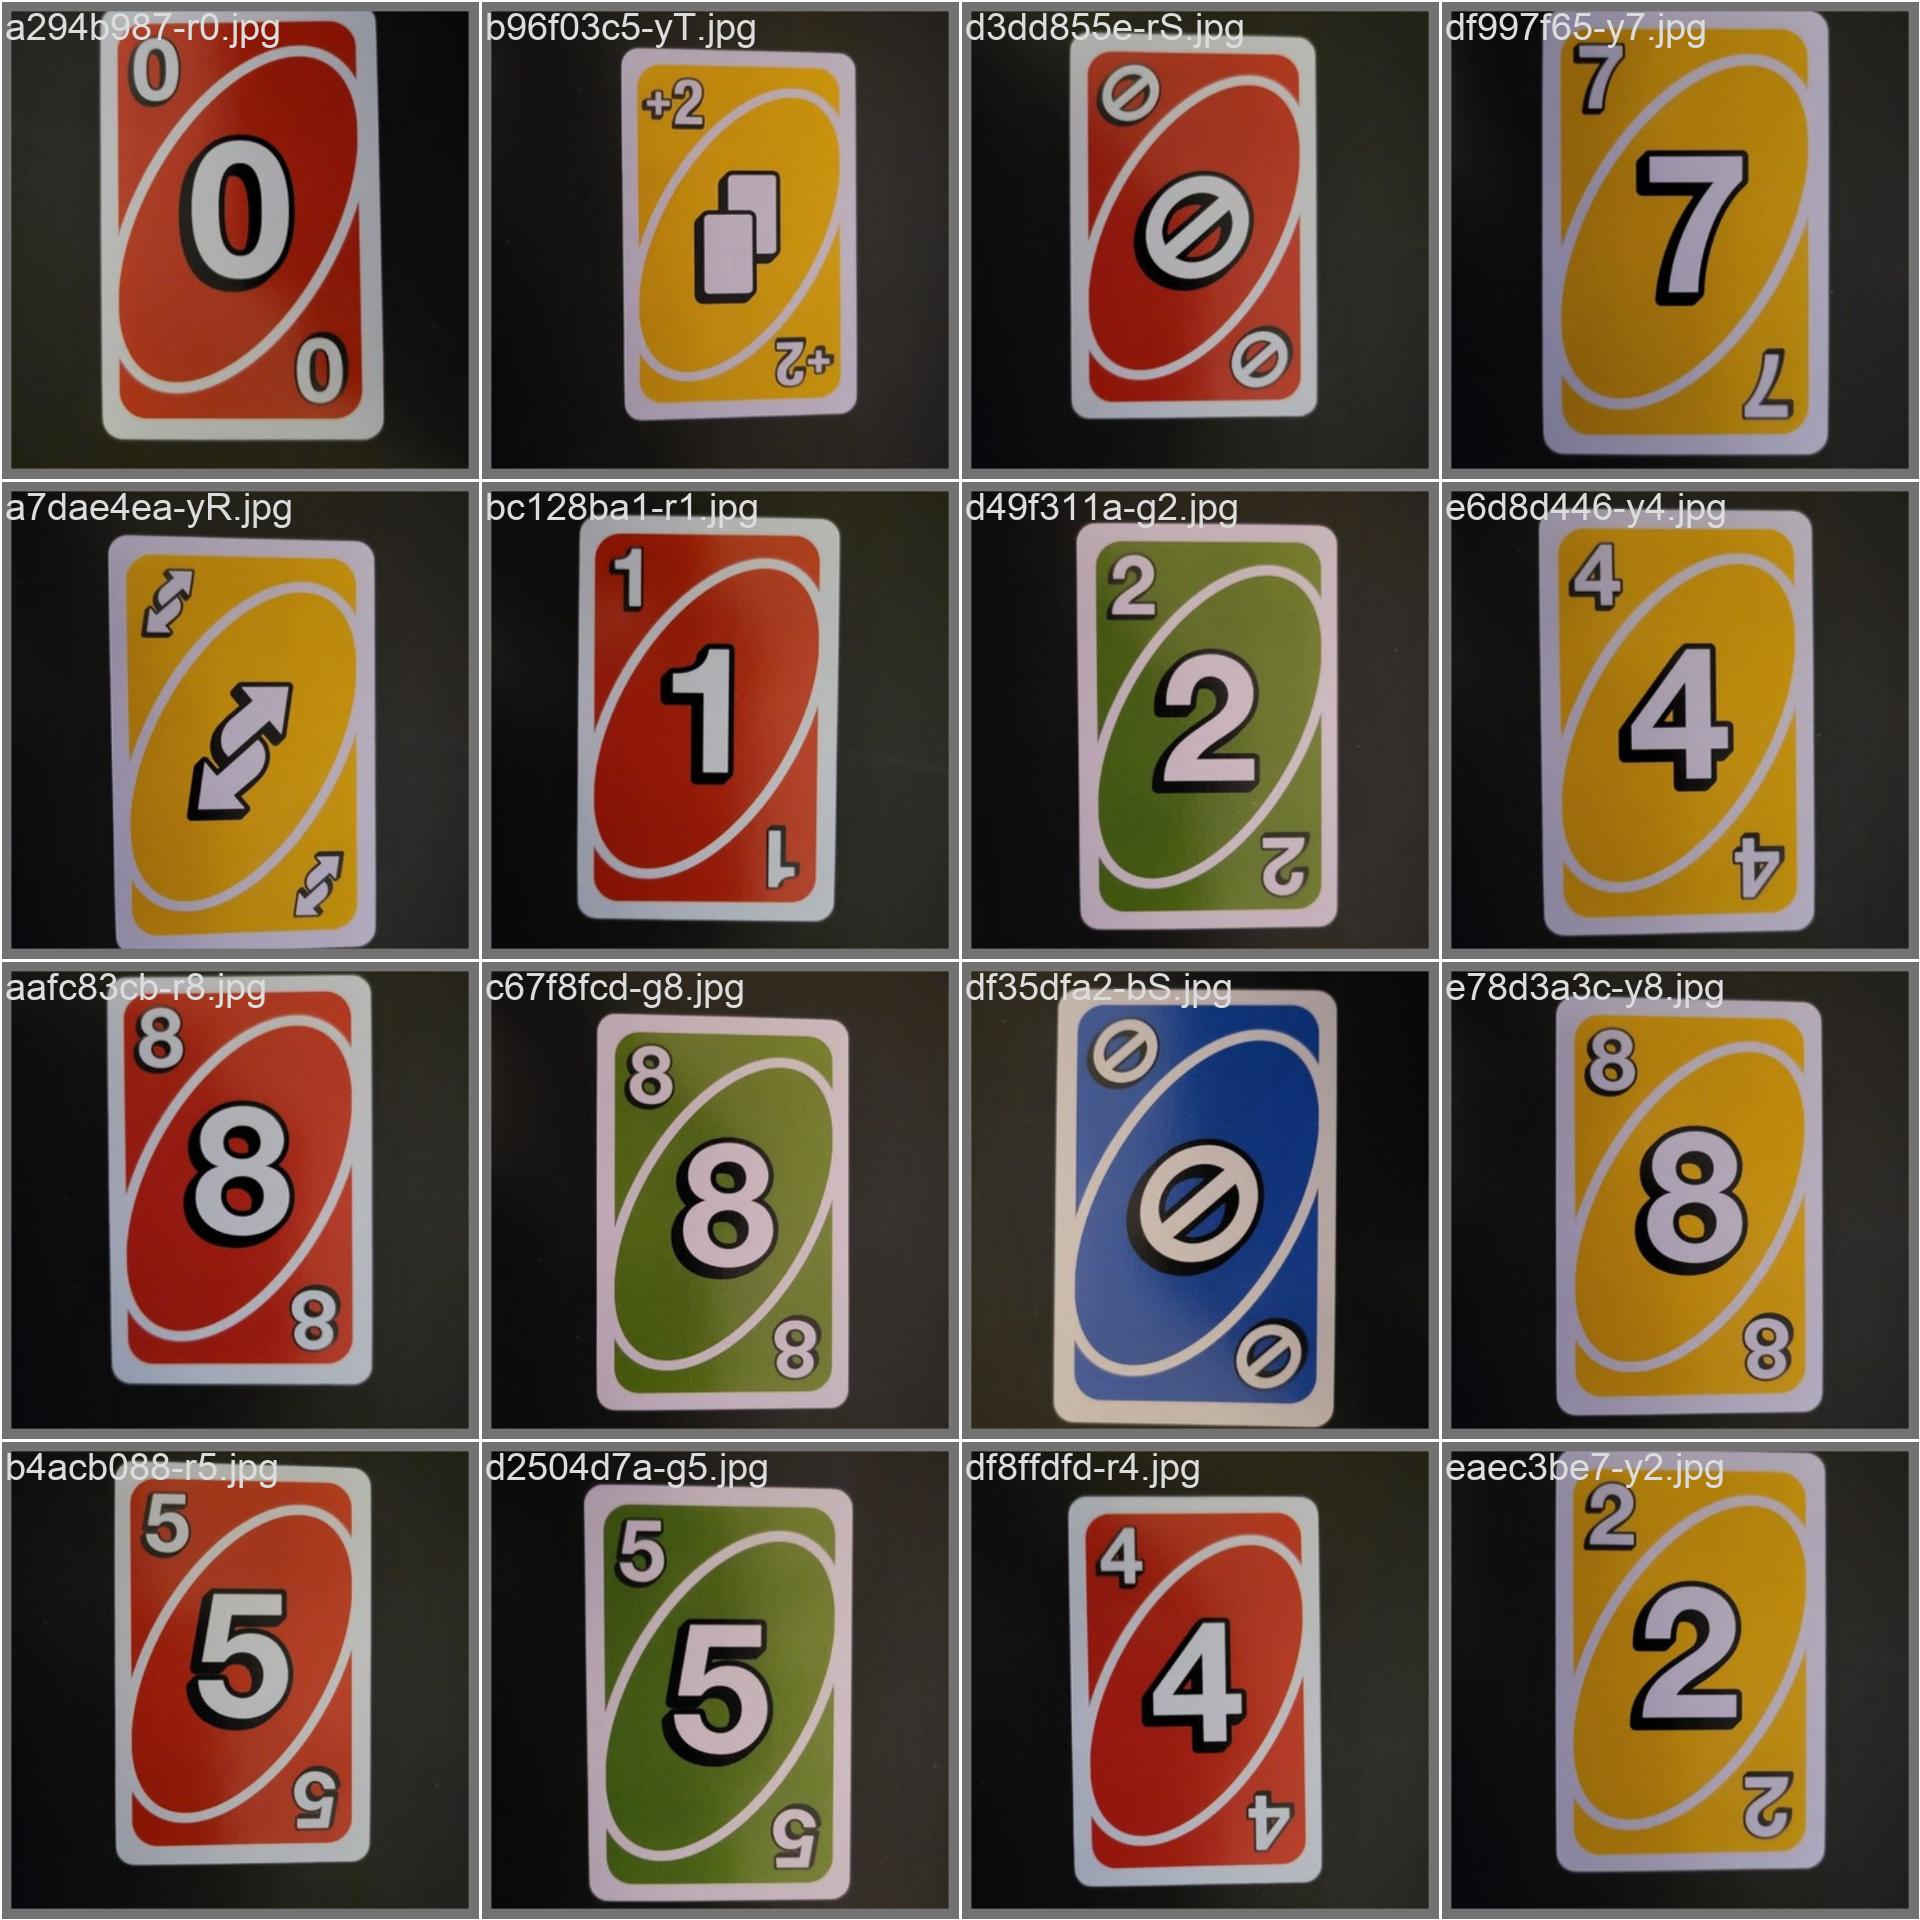 a294b987-r0.jpg
0
0
0
b96f03c5-yT.jpg
+2
+2
d3dd855e-rS.jpg
df997f65-y7.jpg
7
7
7
a7dae4ea-yR.jpg
bc128ba1-r1.jpg
1
1
1
d49f311a-g2.jpg
2
2
2
e6d8d446-y4.jpg
4
4
4
aafc83cb-r8.jpg
8
8
8
c67f8fcd-g8.jpg
8
8
8
df35dfa2-bS.jpg
e78d3a3c-y8.jpg
8
8
8
b4acb088-r5.jpg
5
5
5
d2504d7a-g5.jpg
5
5
5
df8ffdfd-r4.jpg
4
4
4
eaec3be7-y2.jpg
2
2
2